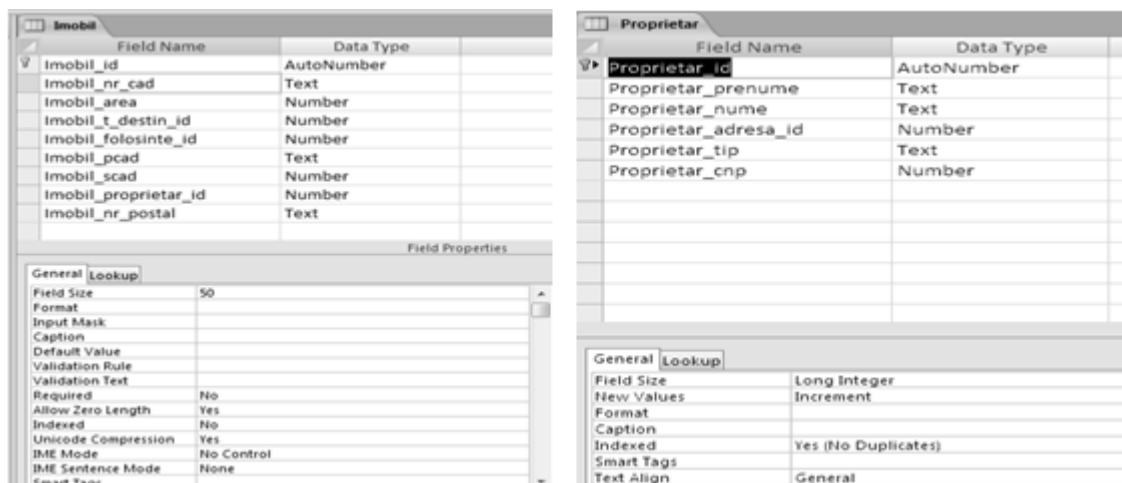 Imobil
Field Name Data Type
Imobil_id AutoNumber
Imobil_nr_cad Text
Imobil_area Number
Imobil_t_destin_id Number
Imobil_folosinte_id Number
Imobil_pcad Text
Imobil_scad Number
Imobil_proprietar_id Number
Imobil_nr_postal Text
Field Properties
General Lookup
Field Size 50
Format
Input Mask
Caption
Default Value
Validation Rule
Validation Text
Required No
Allow Zero Length Yes
Indexed No
Unicode Compression Yes
IME Mode No Control
IME Sentence Mode None
Smart Tags
Proprietar
Field Name Data Type
Proprietar_id AutoNumber
Proprietar_prenume Text
Proprietar_nume Text
Proprietar_adresa_id Number
Proprietar_tip Text
Proprietar_cnp Number
General Lookup
Field Size Long Integer
New Values Increment
Format
Caption
Indexed Yes (No Duplicates)
Smart Tags
Text Align General